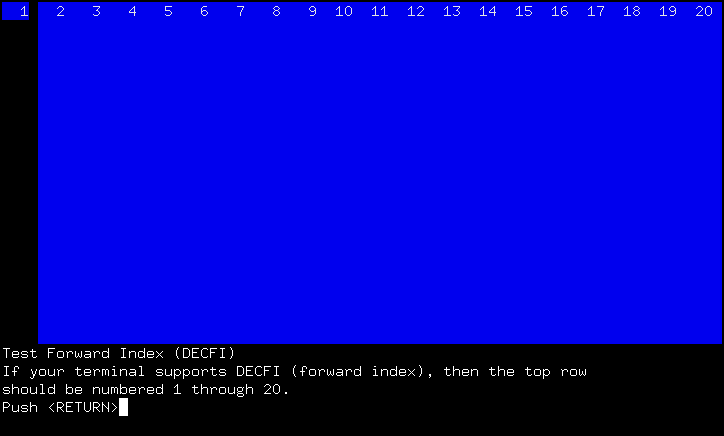 1 2 3 4 5 6 7 8 9 10 11 12 13 14 15 16 17 18 19 20
Test Forward Index (DECFI)
If your terminal supports DECFI (forward index), then the top row
should be numbered 1 through 20.
Push <RETURN>